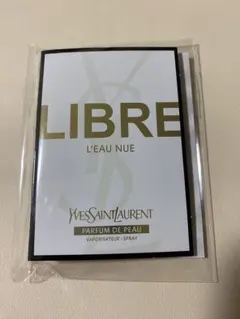 LIBRE
L'EAU NUE
YVESSAINTLAURENT
PARFUM DE PEAU
VAPORISATEUR - SPRAY